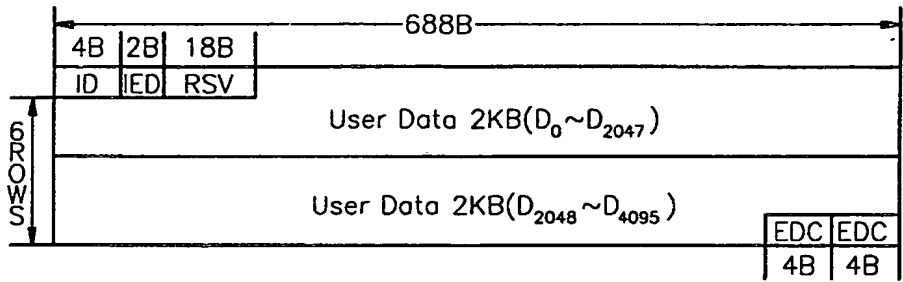 688B
4B 2B 18B
ID IED RSV
User Data 2KB(D₀~D₂₀₄₇)
6ROWS
User Data 2KB(D₂₀₄₈~D₄₀₉₅)
EDC EDC
4B 4B